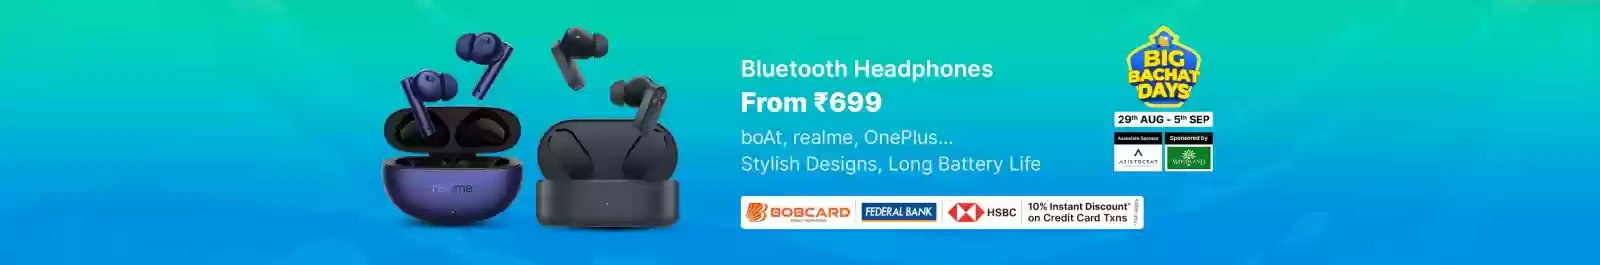 realme
Bluetooth Headphones
From ₹699
boAt, realme, OnePlus...
Stylish Designs, Long Battery Life
BOBCARD
FEDERAL BANK
HSBC
10% Instant Discount*
on Credit Card Txns
BIG
BACHAT
DAYS
29th AUG - 5th SEP
Associate Sponsor
ARISTOCRAT
Sponsored by
WOODLAND